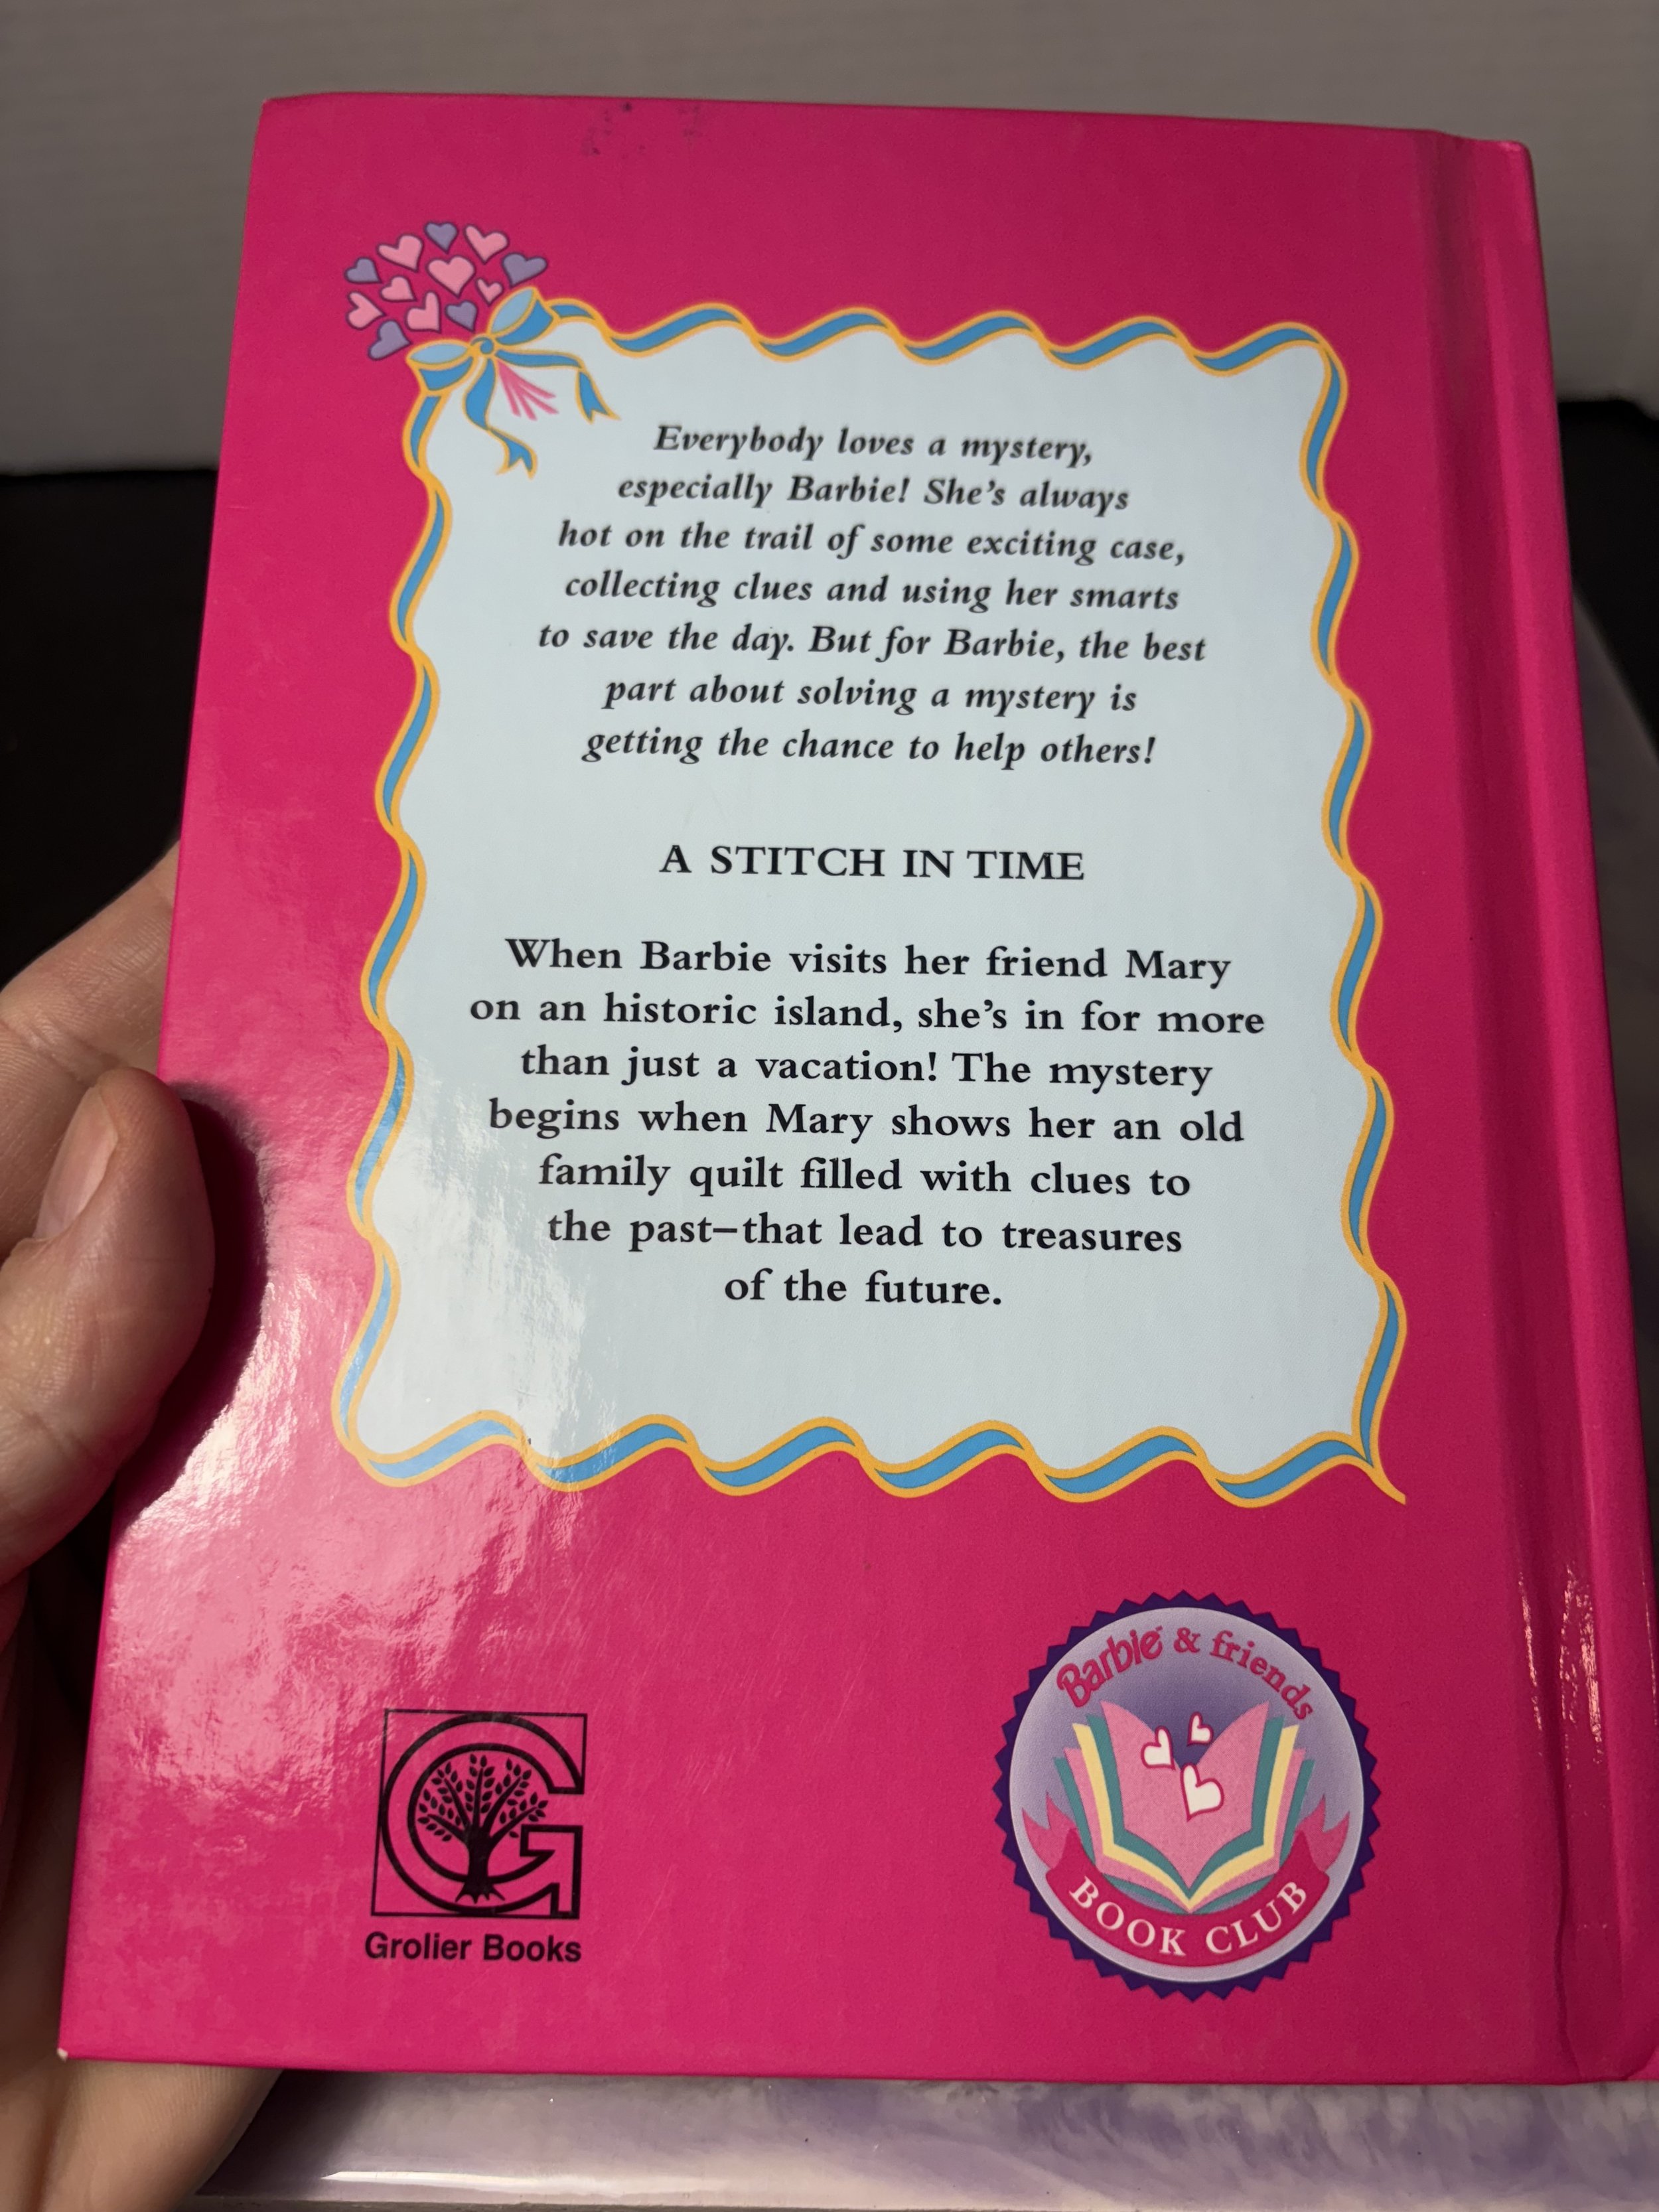 Everybody loves a mystery,
especially Barbie! She's always
hot on the trail of some exciting case,
collecting clues and using her smarts
to save the day. But for Barbie, the best
part about solving a mystery is
getting the chance to help others!
A STITCH IN TIME
When Barbie visits her friend Mary
on an historic island, she's in for more
than just a vacation! The mystery
begins when Mary shows her an old
family quilt filled with clues to
the past–that lead to treasures
of the future.
G
Grolier Books
Barbie & friends
BOOK CLUB